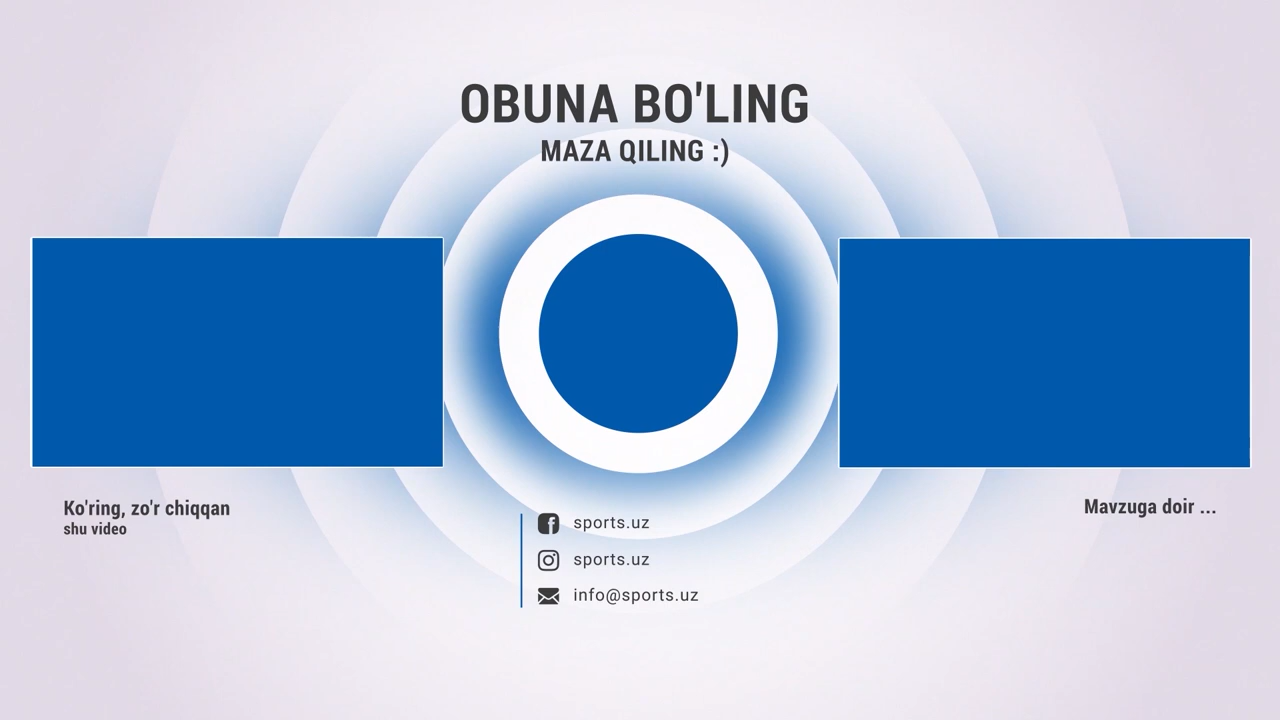 OBUNA BO'LING
MAZA QILING :)
Ko'ring, zo'r chiqqan
shu video
Mavzuga doir ...
sports.uz
sports.uz
info@sports.uz